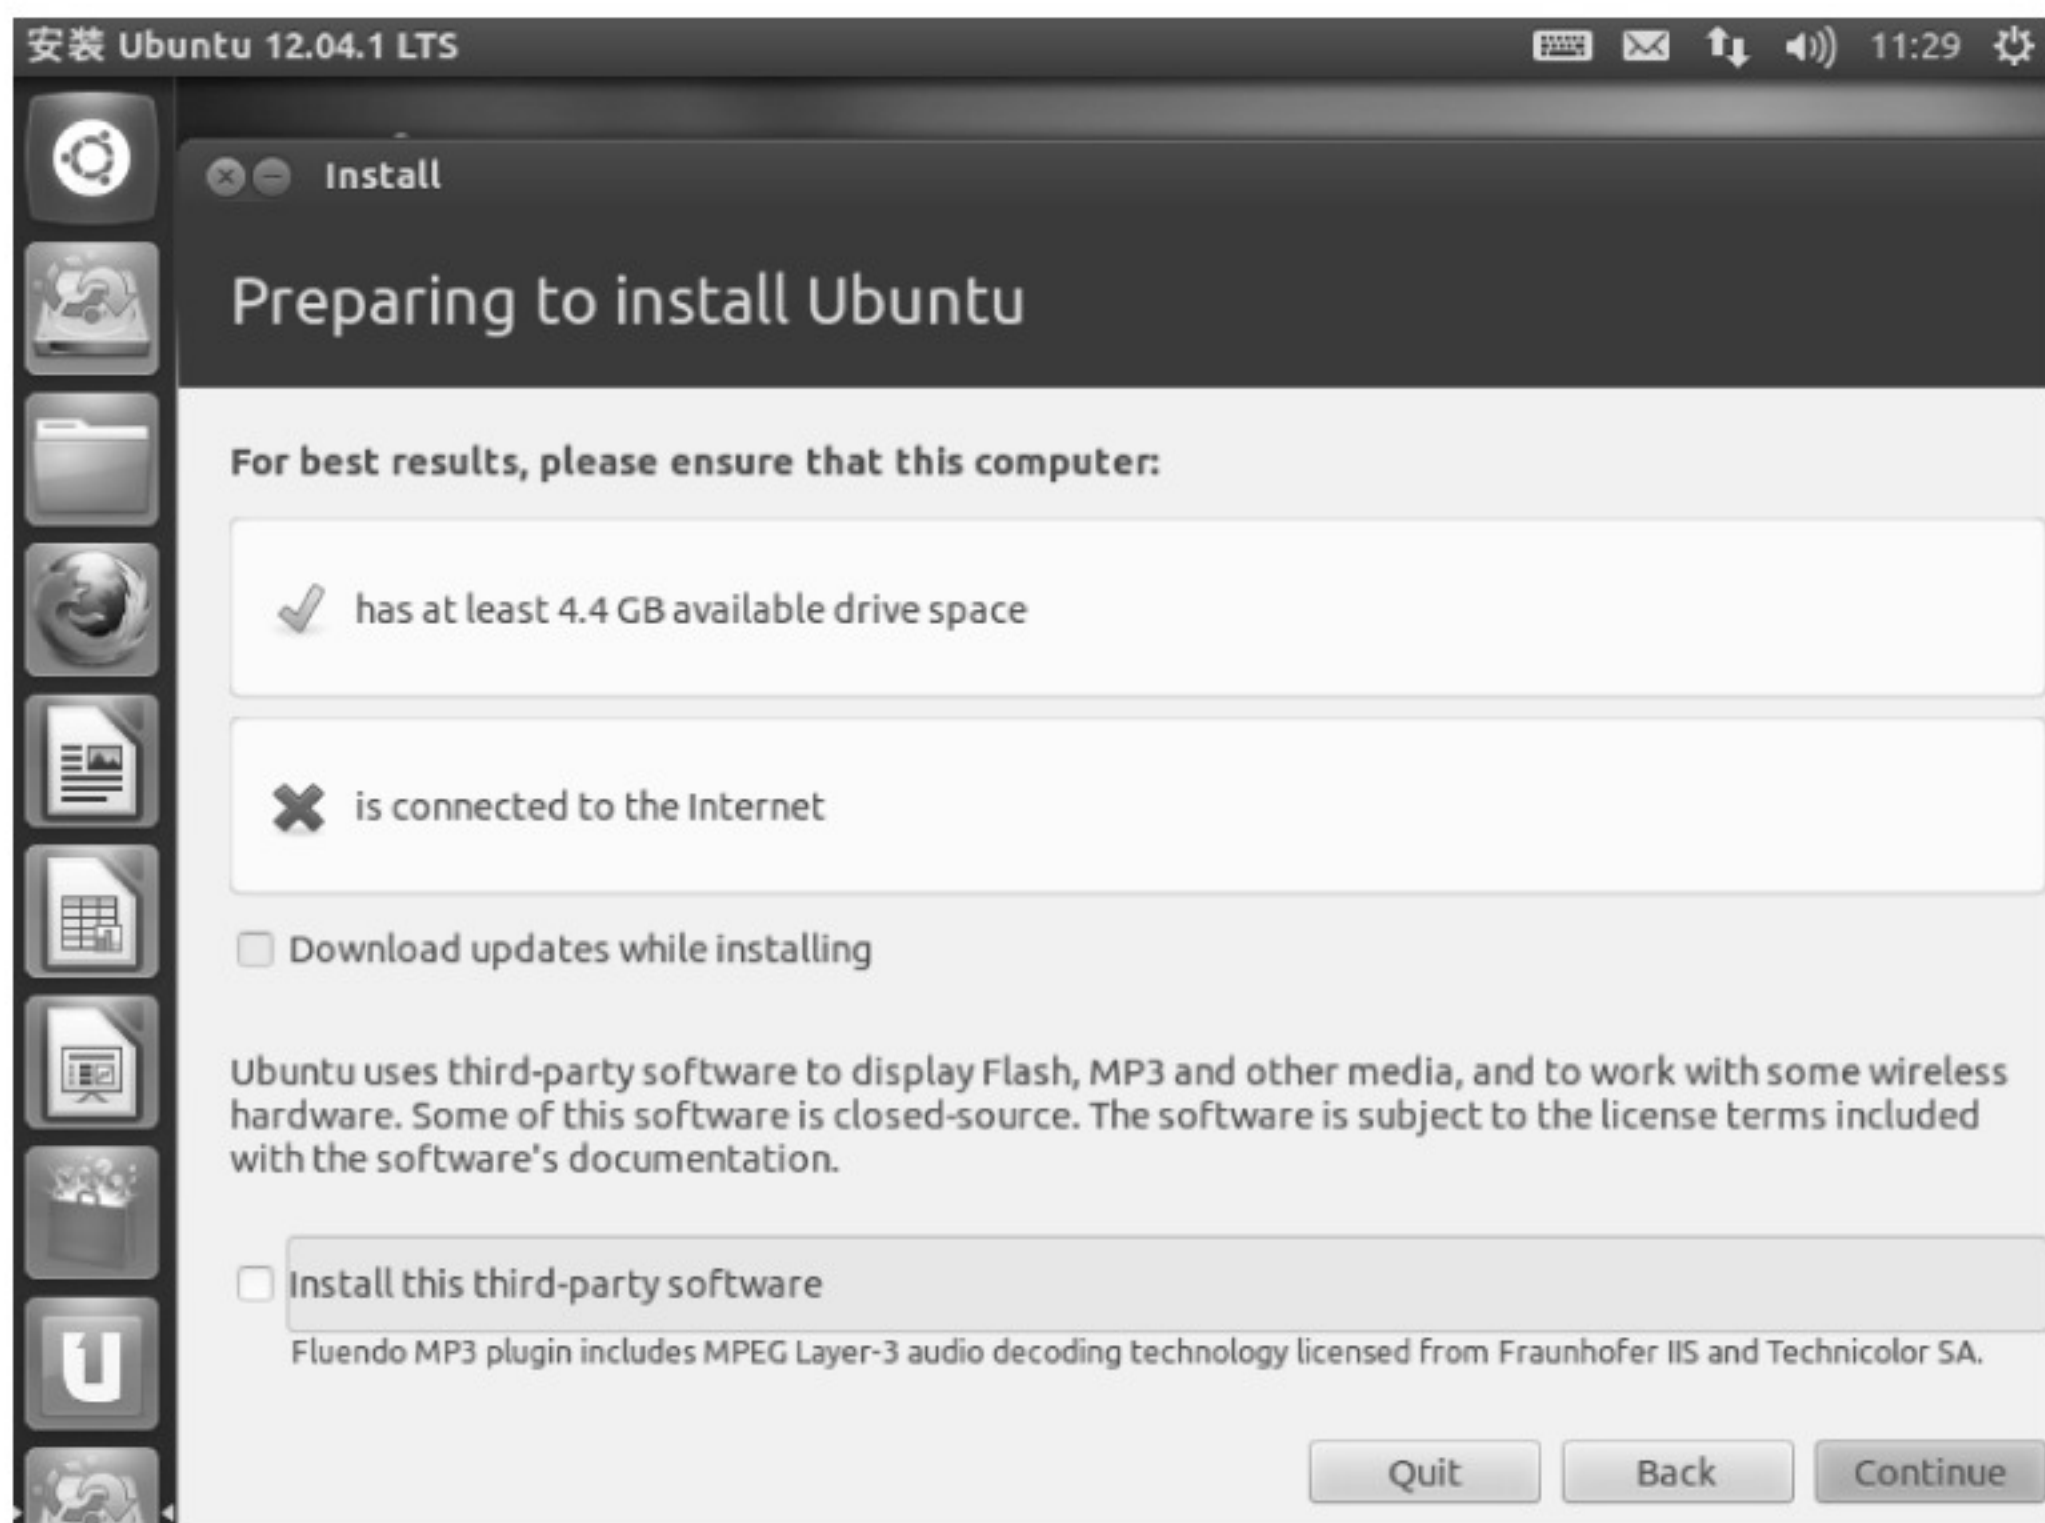 安装 Ubuntu 12.04.1 LTS
11:29
Install
Preparing to install Ubuntu
For best results, please ensure that this computer:
has at least 4.4 GB available drive space
is connected to the Internet
Download updates while installing
Ubuntu uses third-party software to display Flash, MP3 and other media, and to work with some wireless
hardware. Some of this software is closed-source. The software is subject to the license terms included
with the software's documentation.
Install this third-party software
Fluendo MP3 plugin includes MPEG Layer-3 audio decoding technology licensed from Fraunhofer IIS and Technicolor SA.
Quit
Back
Continue